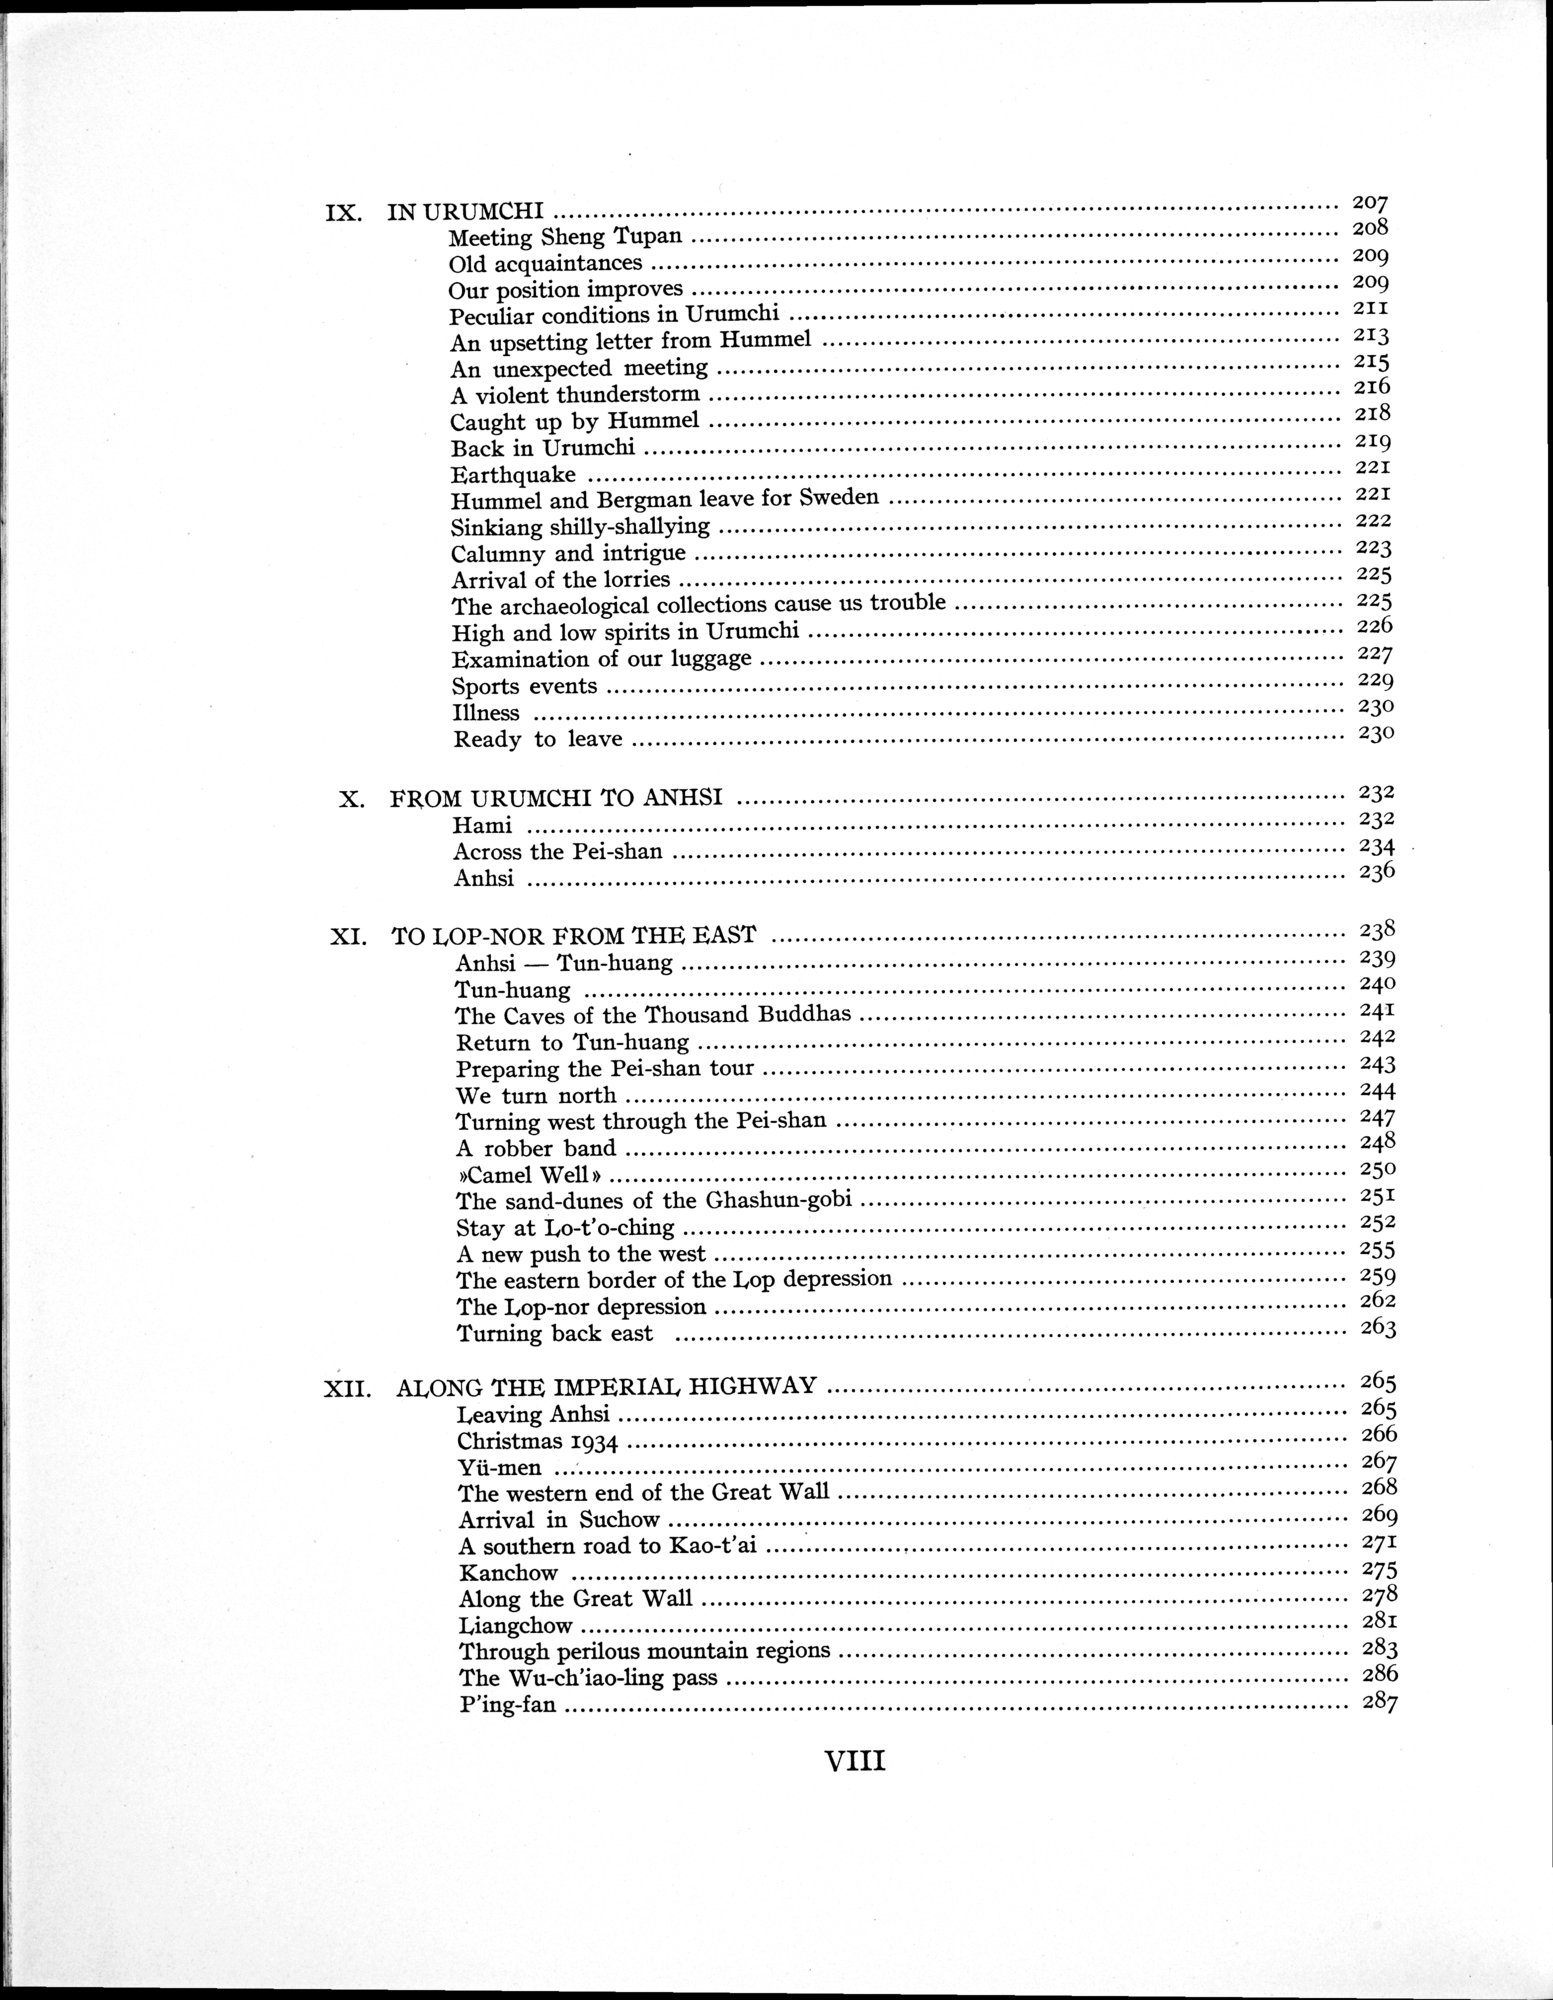 IX. IN URUMCHI ........ 207
Meeting Sheng Tupan ........ 208
Old acquaintances ........ 209
Our position improves ........ 209
Peculiar conditions in Urumchi ........ 211
An upsetting letter from Hummel ........ 213
An unexpected meeting ........ 215
A violent thunderstorm ........ 216
Caught up by Hummel ........ 218
Back in Urumchi ........ 219
Earthquake ........ 221
Hummel and Bergman leave for Sweden ........ 221
Sinkiang shilly-shallying ........ 222
Calumny and intrigue ........ 223
Arrival of the lorries ........ 225
The archaeological collections cause us trouble ........ 225
High and low spirits in Urumchi ........ 226
Examination of our luggage ........ 227
Sports events ........ 229
Illness ........ 230
Ready to leave ........ 230
X. FROM URUMCHI TO ANHSI ........ 232
Hami ........ 232
Across the Pei-shan ........ 234
Anhsi ........ 236
XI. TO LOP-NOR FROM THE EAST ........ 238
Anhsi — Tun-huang ........ 239
Tun-huang ........ 240
The Caves of the Thousand Buddhas ........ 241
Return to Tun-huang ........ 242
Preparing the Pei-shan tour ........ 243
We turn north ........ 244
Turning west through the Pei-shan ........ 247
A robber band ........ 248
»Camel Well» ........ 250
The sand-dunes of the Ghashun-gobi ........ 251
Stay at Lo-t'o-ching ........ 252
A new push to the west ........ 255
The eastern border of the Lop depression ........ 259
The Lop-nor depression ........ 262
Turning back east ........ 263
XII. ALONG THE IMPERIAL HIGHWAY ........ 265
Leaving Anhsi ........ 265
Christmas 1934 ........ 266
Yü-men ........ 267
The western end of the Great Wall ........ 268
Arrival in Suchow ........ 269
A southern road to Kao-t'ai ........ 271
Kanchow ........ 275
Along the Great Wall ........ 278
Liangchow ........ 281
Through perilous mountain regions ........ 283
The Wu-ch'iao-ling pass ........ 286
P'ing-fan ........ 287
VIII